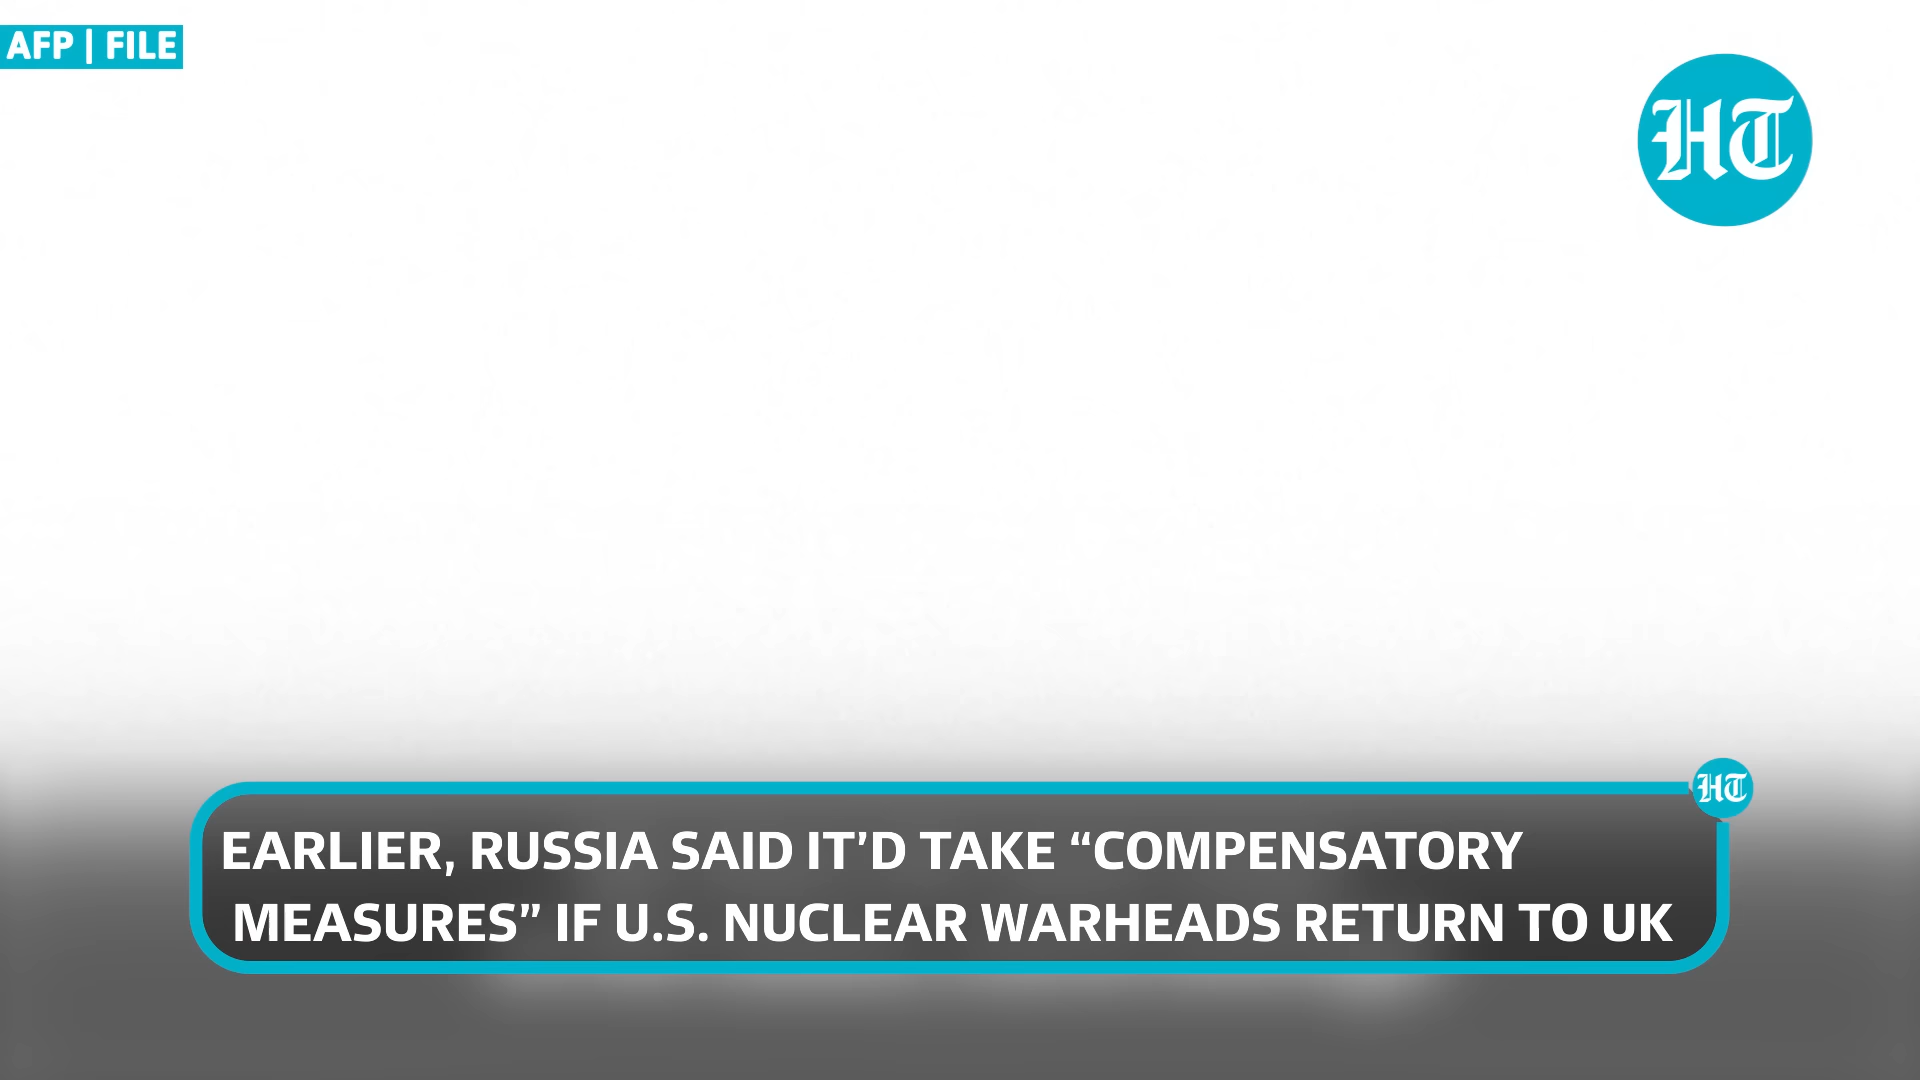 AFP | FILE
HT
HT
EARLIER, RUSSIA SAID IT’D TAKE “COMPENSATORY
MEASURES” IF U.S. NUCLEAR WARHEADS RETURN TO UK